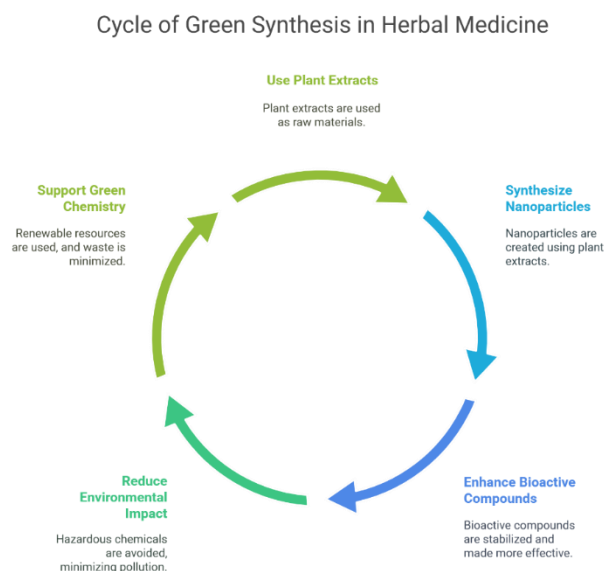 Cycle of Green Synthesis in Herbal Medicine
Use Plant Extracts
Plant extracts are used
as raw materials.
Synthesize
Nanoparticles
Nanoparticles are
created using plant
extracts.
Enhance Bioactive
Compounds
Bioactive compounds
are stabilized and
made more effective.
Reduce
Environmental
Impact
Hazardous chemicals
are avoided,
minimizing pollution.
Support Green
Chemistry
Renewable resources
are used, and waste is
minimized.